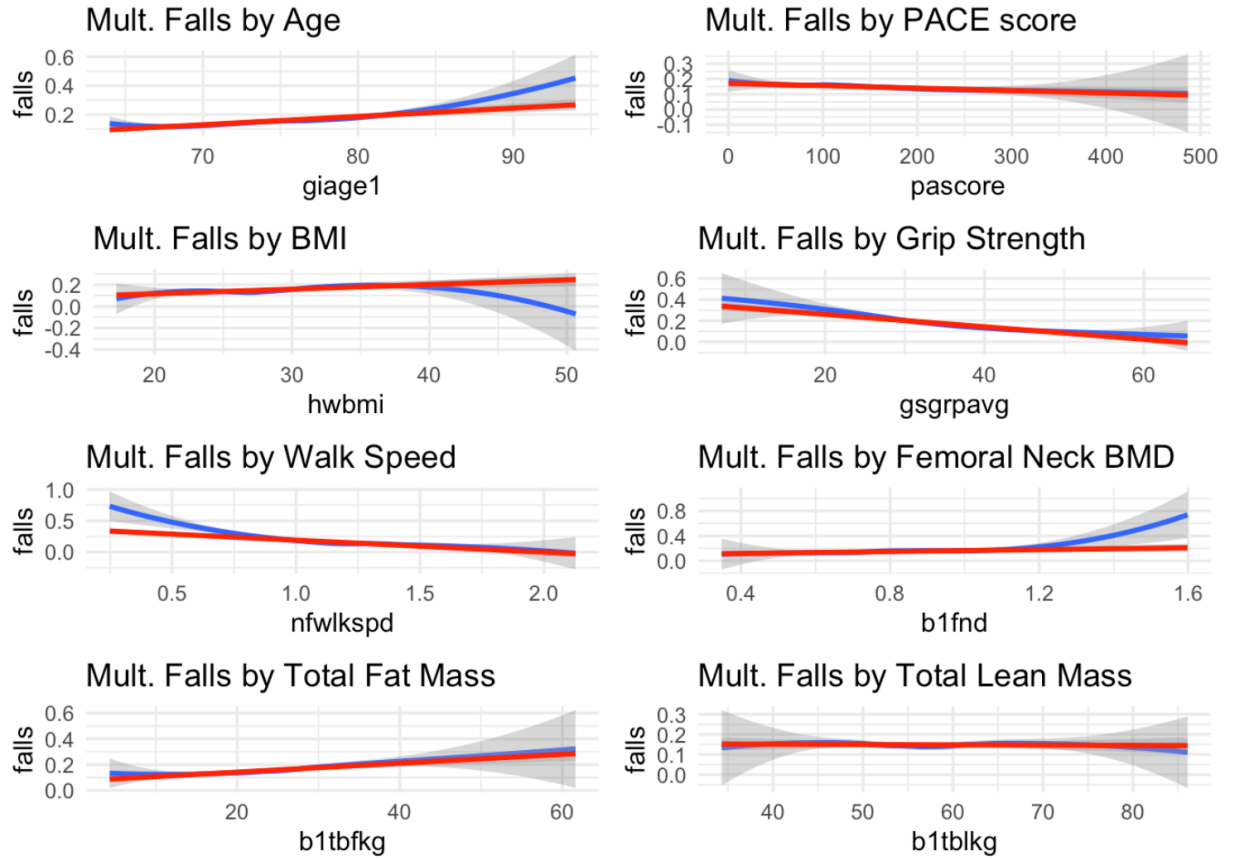 Mult. Falls by Age
0.6
0.4
0.2
falls
70 80 90
giage1
Mult. Falls by PACE score
0.3
0.2
0.1
0.0
-0.1
falls
0 100 200 300 400 500
pascore
Mult. Falls by BMI
0.2
0.0
-0.2
-0.4
falls
20 30 40 50
hwbmi
Mult. Falls by Grip Strength
0.6
0.4
0.2
0.0
falls
20 40 60
gsgrpavg
Mult. Falls by Walk Speed
1.0
0.5
0.0
falls
0.5 1.0 1.5 2.0
nfwlkspd
Mult. Falls by Femoral Neck BMD
0.8
0.4
0.0
falls
0.4 0.8 1.2 1.6
b1fnd
Mult. Falls by Total Fat Mass
0.6
0.4
0.2
0.0
falls
20 40 60
b1tbfkg
Mult. Falls by Total Lean Mass
0.3
0.2
0.1
0.0
falls
40 50 60 70 80
b1tblkg